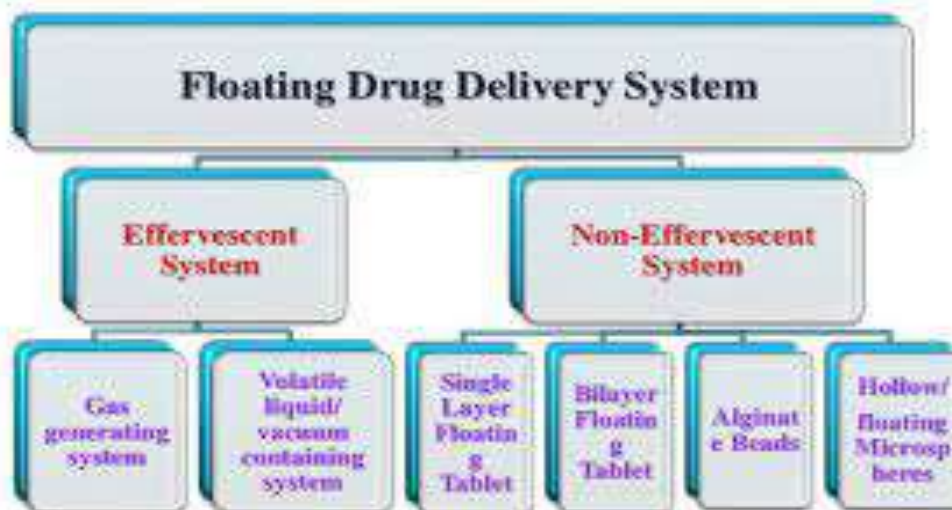 Floating Drug Delivery System
Effervescent
System
Non-Effervescent
System
Gas
generating
system
Volatile
liquid/
vacuum
containing
system
Single
Layer
Floatin
g
Tablet
Bilayer
Floatin
g
Tablet
Alginat
e Beads
Hollow/
floating
Microsp
heres